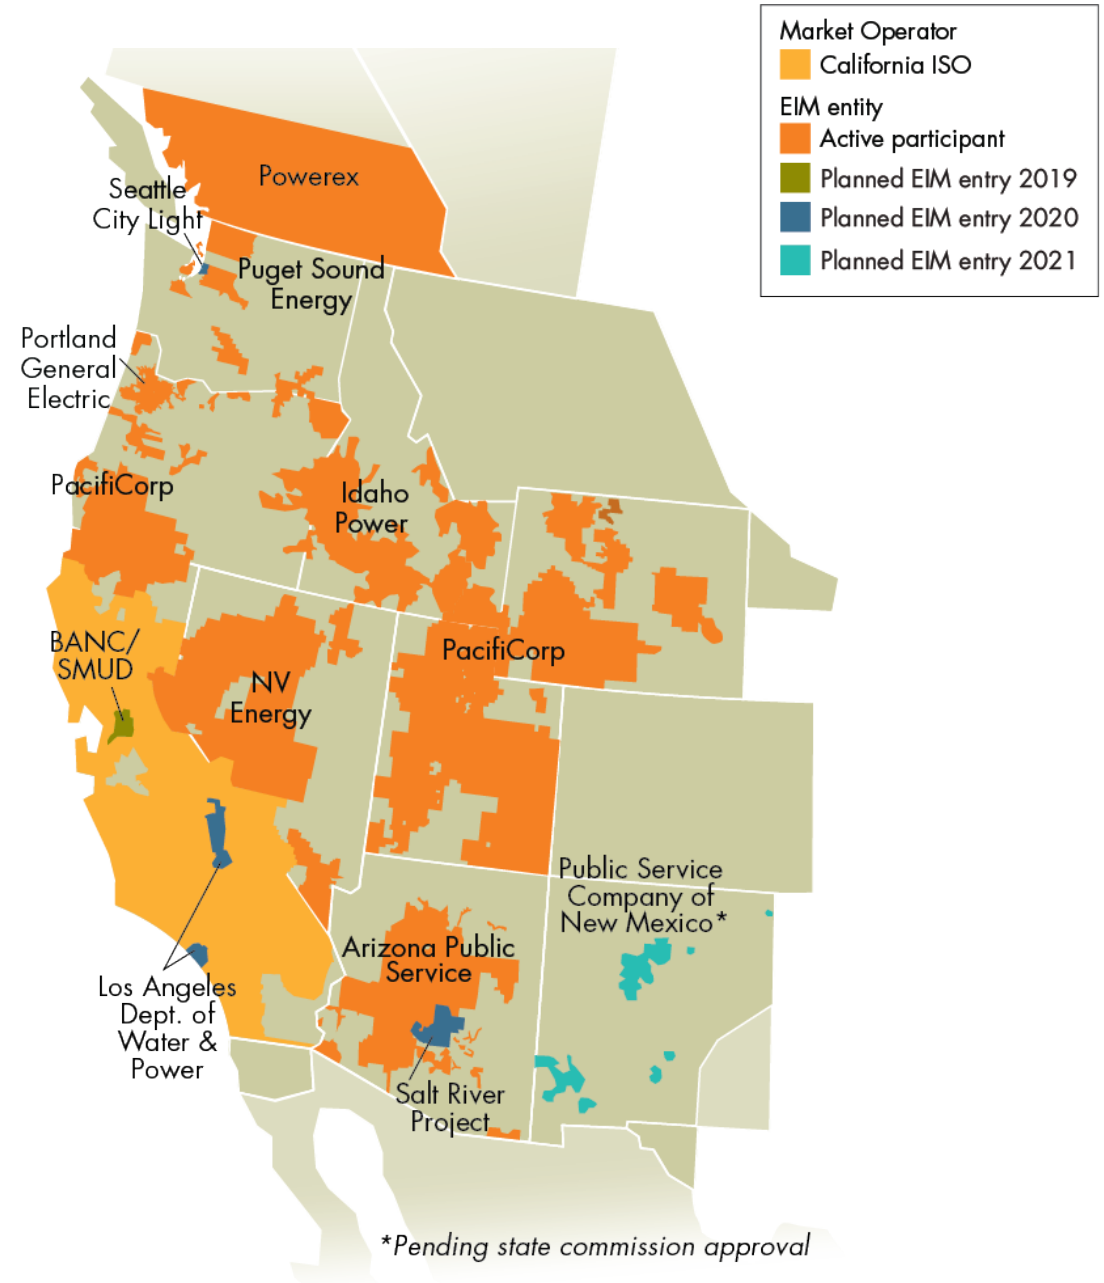 Market Operator
California ISO
EIM entity
Active participant
Planned EIM entry 2019
Planned EIM entry 2020
Planned EIM entry 2021
Powerex
Seattle
City Light
Puget Sound
Energy
Portland
General
Electric
PacifiCorp
Idaho
Power
BANC/
SMUD
PacifiCorp
NV
Energy
Public Service
Company of
New Mexico*
Arizona Public
Service
Los Angeles
Dept. of
Water &
Power
Salt River
Project
*Pending state commission approval